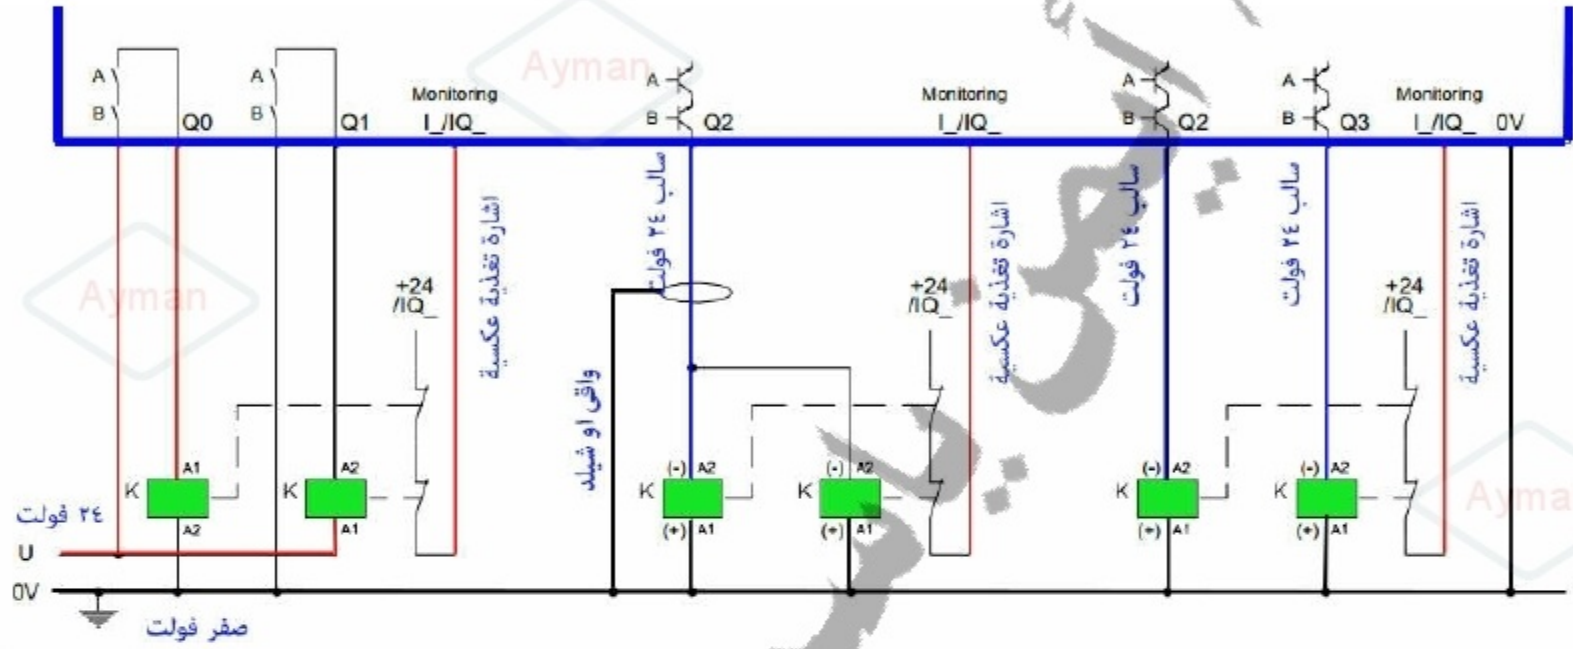 Ayman
A
A
A
A
A
Monitoring
Monitoring
Monitoring
B
Q0
B
Q1
I_/IQ_
B
Q2
I_/IQ_
B
Q2
B
Q3
I_/IQ_
0V
سالب ٢٤ فولت
سالب ٢٤ فولت
سالب ٢٤ فولت
اشارة تغذية عكسية
اشارة تغذية عكسية
اشارة تغذية عكسية
Ayman
+24
/IQ_
+24
/IQ_
+24
/IQ_
واقي او شيلد
A1
A2
(-) A2
(-) A2
(-) A2
(-) A2
K
K
K
K
K
K
Ayma
A2
A1
(+) A1
(+) A1
(+) A1
(+) A1
٢٤ فولت
U
0V
صفر فولت